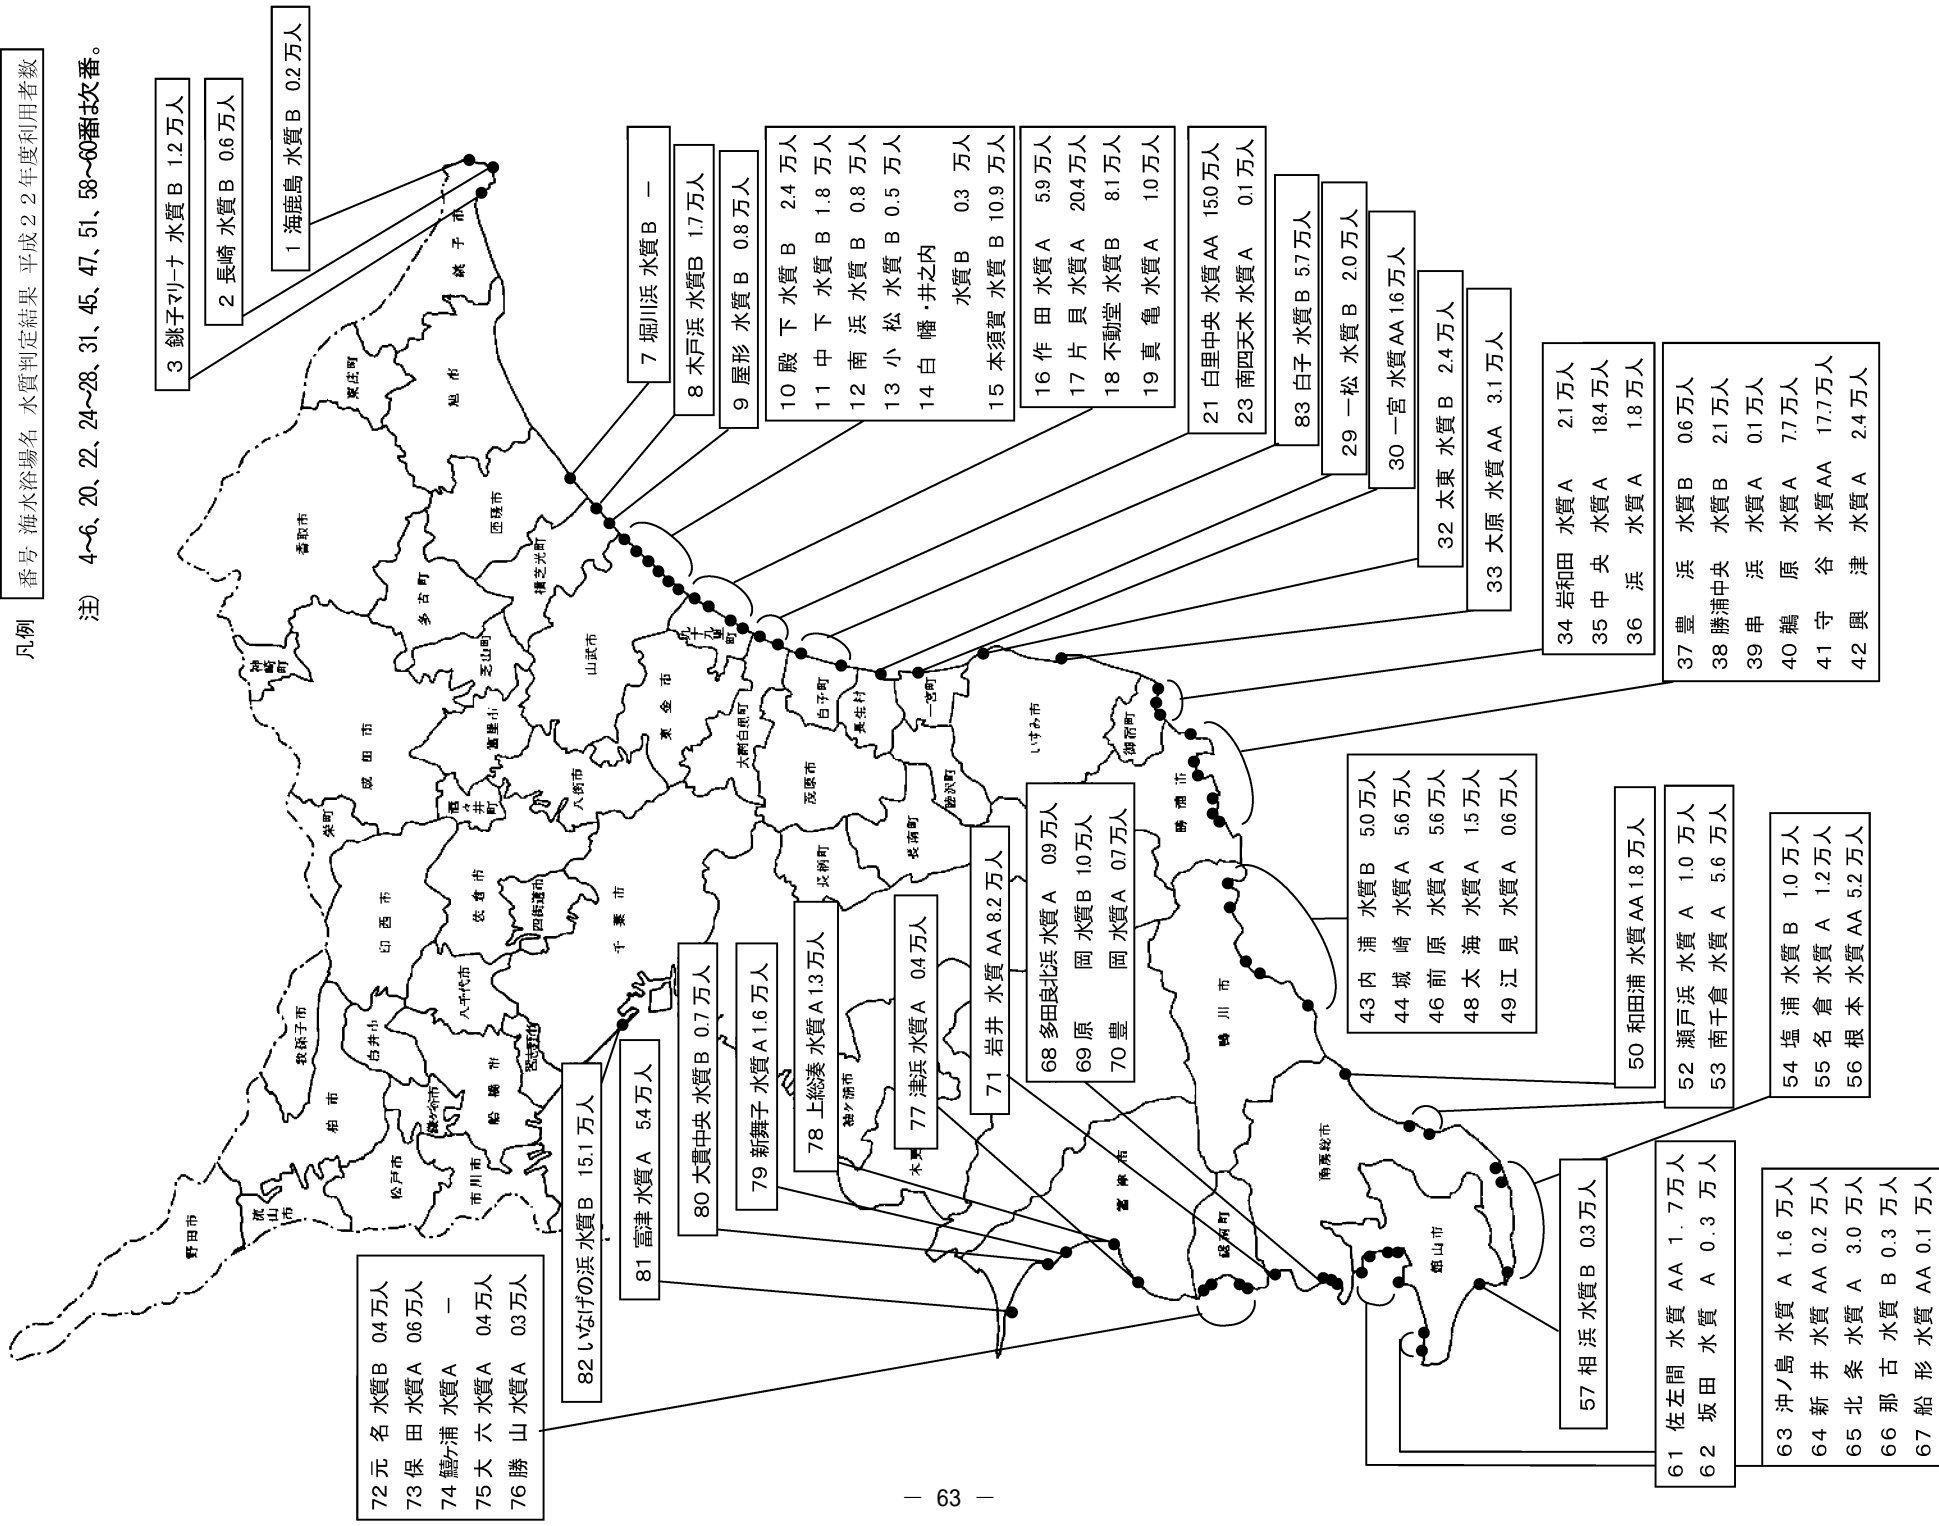 凡例
番号 海水浴場名 水質判定結果 平成22年度利用者数
注) 4~6、20、22、24~28、31、45、47、51、58~60番は欠番。
3 銚子マリーナ 水質B 1.2万人
2 長崎 水質B 0.6万人
1 海鹿島 水質B 0.2万人
7 堀川浜 水質B －
8 木戸浜 水質B 1.7万人
9 屋形 水質B 0.8万人
10 殿下 水質B 2.4万人
11 中下 水質B 1.8万人
12 南浜 水質B 0.8万人
13 小松 水質B 0.5万人
14 白幡・井之内
水質B 0.3 万人
15 本須賀 水質B 10.9万人
16 作田 水質A 5.9万人
17 片貝 水質A 20.4万人
18 不動堂 水質B 8.1万人
19 真亀 水質A 1.0万人
21 白里中央 水質AA 15.0万人
23 南四天木 水質A 0.1万人
83 白子 水質B 5.7万人
29 一松 水質B 2.0万人
30 一宮 水質AA 1.6万人
32 太東 水質B 2.4万人
33 大原 水質AA 3.1万人
34 岩和田 水質A 2.1万人
35 中央 水質A 18.4万人
36 浜 水質A 1.8万人
37 豊浜 水質B 0.6万人
38 勝浦中央 水質B 2.1万人
39 串浜 水質A 0.1万人
40 鵜原 水質A 7.7万人
41 守谷 水質AA 17.7万人
42 興津 水質A 2.4万人
43 内浦 水質B 5.0万人
44 城崎 水質A 5.6万人
46 前原 水質A 5.6万人
48 太海 水質A 1.5万人
49 江見 水質A 0.6万人
50 和田浦 水質AA 1.8万人
52 瀬戸浜 水質A 1.0万人
53 南千倉 水質A 5.6万人
54 塩浦 水質B 1.0万人
55 名倉 水質A 1.2万人
56 根本 水質AA 5.2万人
57 相浜 水質B 0.3万人
61 佐左間 水質AA 1.7万人
62 坂田 水質A 0.3万人
63 沖ノ島 水質A 1.6万人
64 新井 水質AA 0.2万人
65 北条 水質A 3.0万人
66 那古 水質B 0.3万人
67 船形 水質AA 0.1万人
68 多田良北浜 水質A 0.9万人
69 原岡 水質B 1.0万人
70 豊岡 水質A 0.7万人
71 岩井 水質AA 8.2万人
72 元名 水質B 0.4万人
73 保田 水質A 0.6万人
74 鱚ケ浦 水質A －
75 大六 水質A 0.4万人
76 勝山 水質A 0.3万人
77 津浜 水質A 0.4万人
78 上総湊 水質A 1.3万人
79 新舞子 水質A 1.6万人
80 大貫中央 水質B 0.7万人
81 富津 水質A 5.4万人
82 いなげの浜 水質B 15.1万人
銚子市
東庄町
旭市
香取市
匝瑳市
多古町
横芝光町
神崎町
芝山町
山武市
九十九里町
成田市
富里市
東金市
大網白里町
白子町
長生村
一宮町
いすみ市
御宿町
栄町
酒々井町
八街市
茂原市
睦沢町
勝浦市
印西市
佐倉市
四街道市
千葉市
長柄町
長南町
我孫子市
白井市
八千代市
習志野市
鴨川市
柏市
鎌ケ谷市
船橋市
袖ケ浦市
木更
松戸市
市川市
富津市
南房総市
野田市
流山市
鋸南町
館山市
－ 63 －